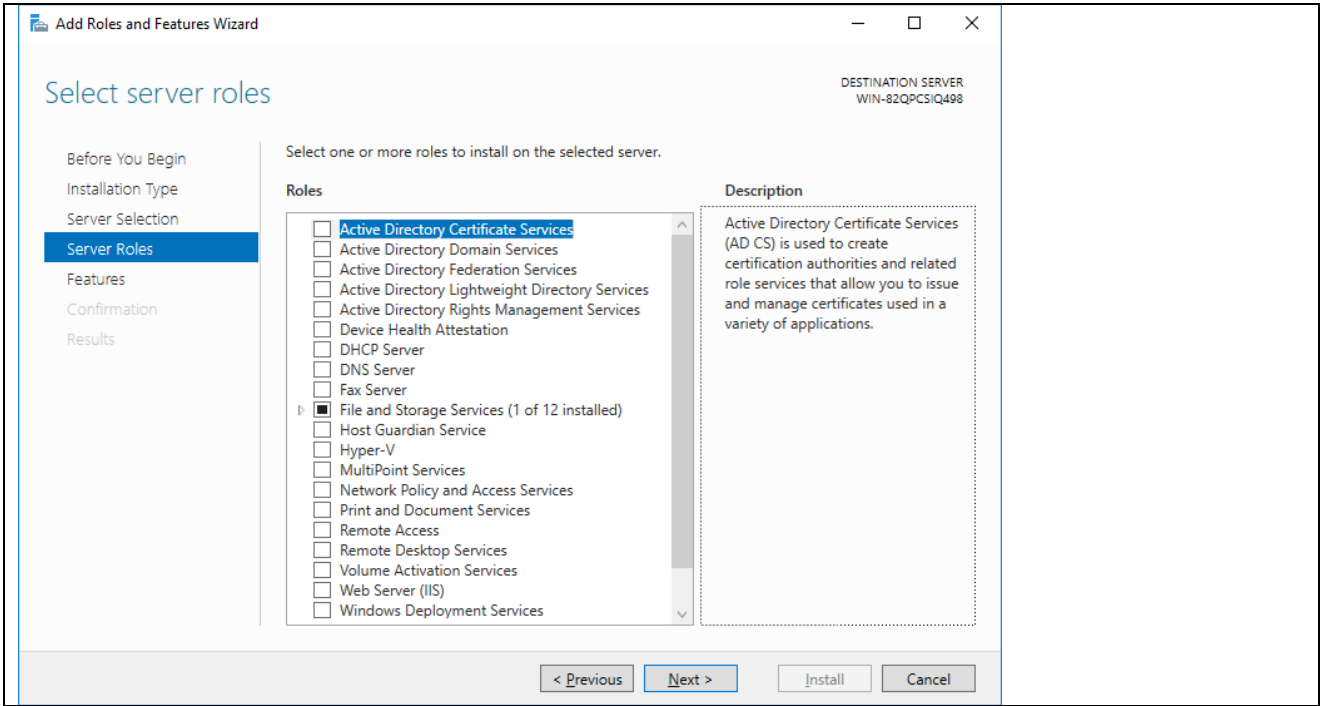 Add Roles and Features Wizard
Select server roles
DESTINATION SERVER
WIN-82QPCSIQ498
Before You Begin
Installation Type
Server Selection
Server Roles
Features
Confirmation
Results
Select one or more roles to install on the selected server.
Roles
Active Directory Certificate Services
Active Directory Domain Services
Active Directory Federation Services
Active Directory Lightweight Directory Services
Active Directory Rights Management Services
Device Health Attestation
DHCP Server
DNS Server
Fax Server
File and Storage Services (1 of 12 installed)
Host Guardian Service
Hyper-V
MultiPoint Services
Network Policy and Access Services
Print and Document Services
Remote Access
Remote Desktop Services
Volume Activation Services
Web Server (IIS)
Windows Deployment Services
Description
Active Directory Certificate Services
(AD CS) is used to create
certification authorities and related
role services that allow you to issue
and manage certificates used in a
variety of applications.
< Previous
Next >
Install
Cancel